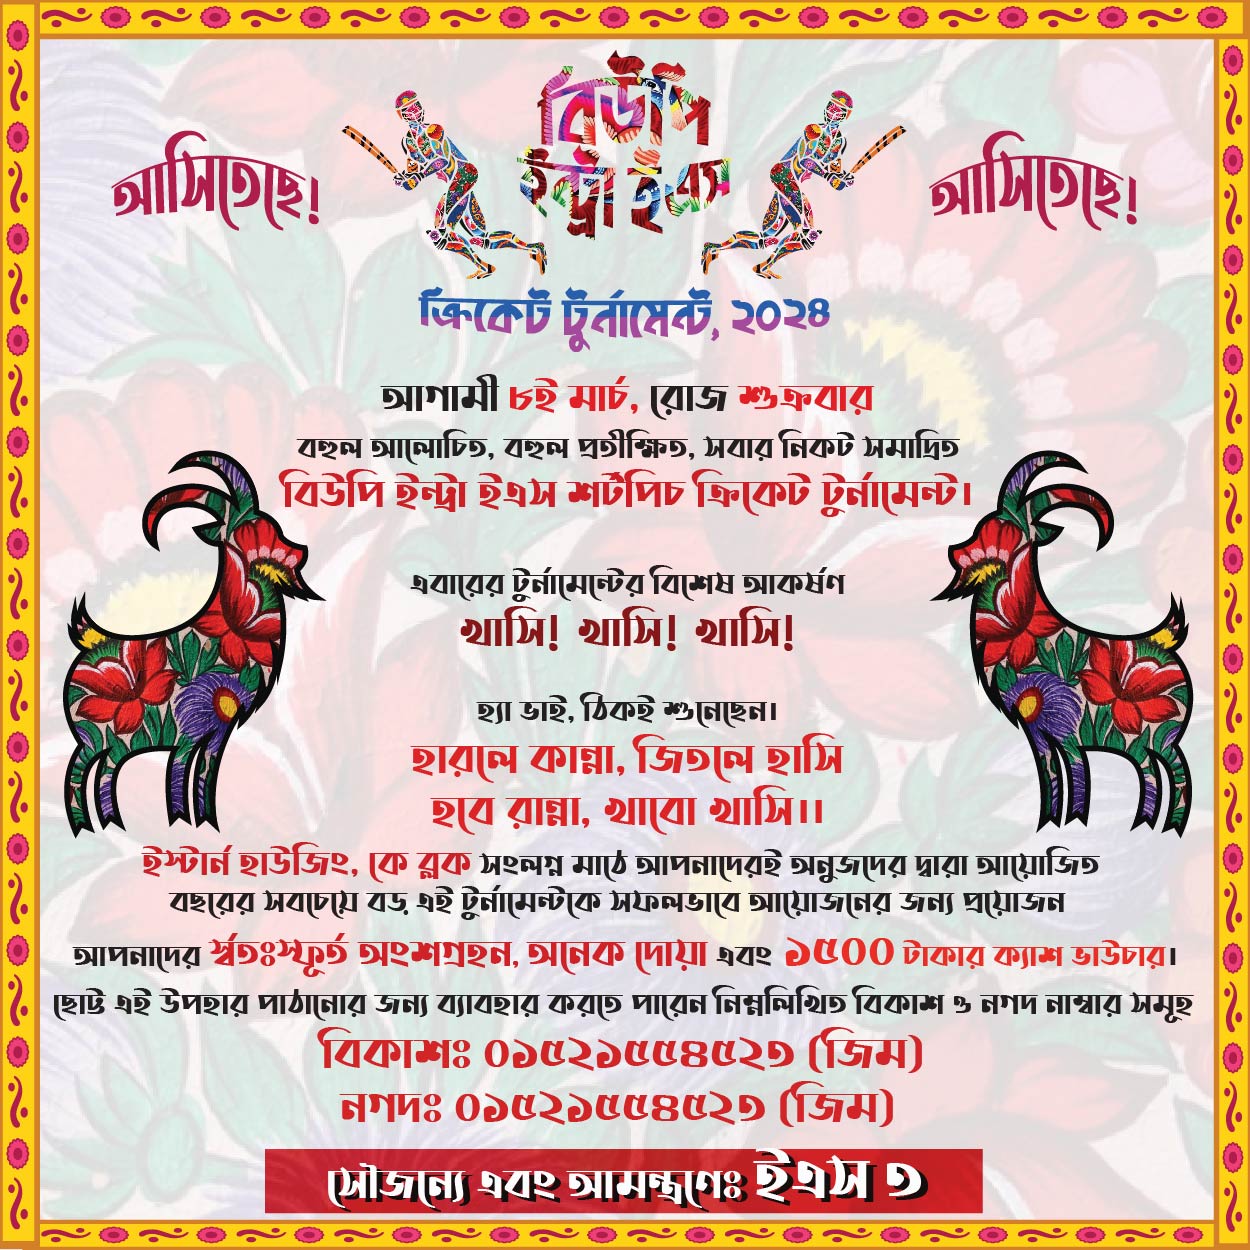 বিউপি
আসিতেছে!
ইন্ট্রা ইএস
আসিতেছে!
ক্রিকেট টুর্নামেন্ট, ২০২৪
আগামী ৮ই মার্চ, রোজ শুক্রবার
বহুল আলোচিত, বহুল প্রতীক্ষিত, সবার নিকট সমাদ্রিত
বিউপি ইন্ট্রা ইএস শর্টপিচ ক্রিকেট টুর্নামেন্ট।
এবারের টুর্নামেন্টের বিশেষ আকর্ষণ
খাসি! খাসি! খাসি!
হ্যা ভাই, ঠিকই শুনেছেন।
হারলে কান্না, জিতলে হাসি
হবে রান্না, খাবো খাসি।।
ইস্টার্ন হাউজিং, কে ব্লক সংলগ্ন মাঠে আপনাদেরই অনুজদের দ্বারা আয়োজিত
বছরের সবচেয়ে বড় এই টুর্নামেন্টকে সফলভাবে আয়োজনের জন্য প্রয়োজন
আপনাদের র্স্বতঃস্ফূর্ত অংশগ্রহন, অনেক দোয়া এবং ১৫০০ টাকার ক্যাশ ভাউচার।
ছোট্ট এই উপহার পাঠানোর জন্য ব্যাবহার করতে পারেন নিম্নলিখিত বিকাশ ও নগদ নাম্বার সমূহ
বিকাশঃ ০১৫২১৫৫৪৫২৩ (জিম)
নগদঃ ০১৫২১৫৫৪৫২৩ (জিম)
সৌজন্যে এবং আমন্ত্রণেঃ ইএস ৩